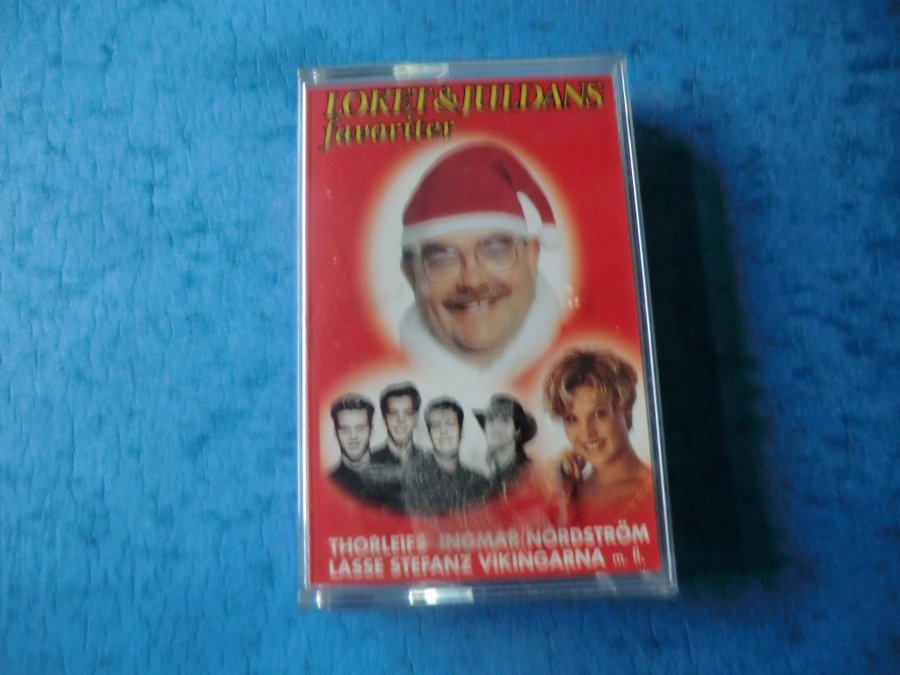 LOKET & JULDANS
favoriter
THORLEIFS INGMAR NORDSTRÖM
LASSE STEFANZ VIKINGARNA m. fl.